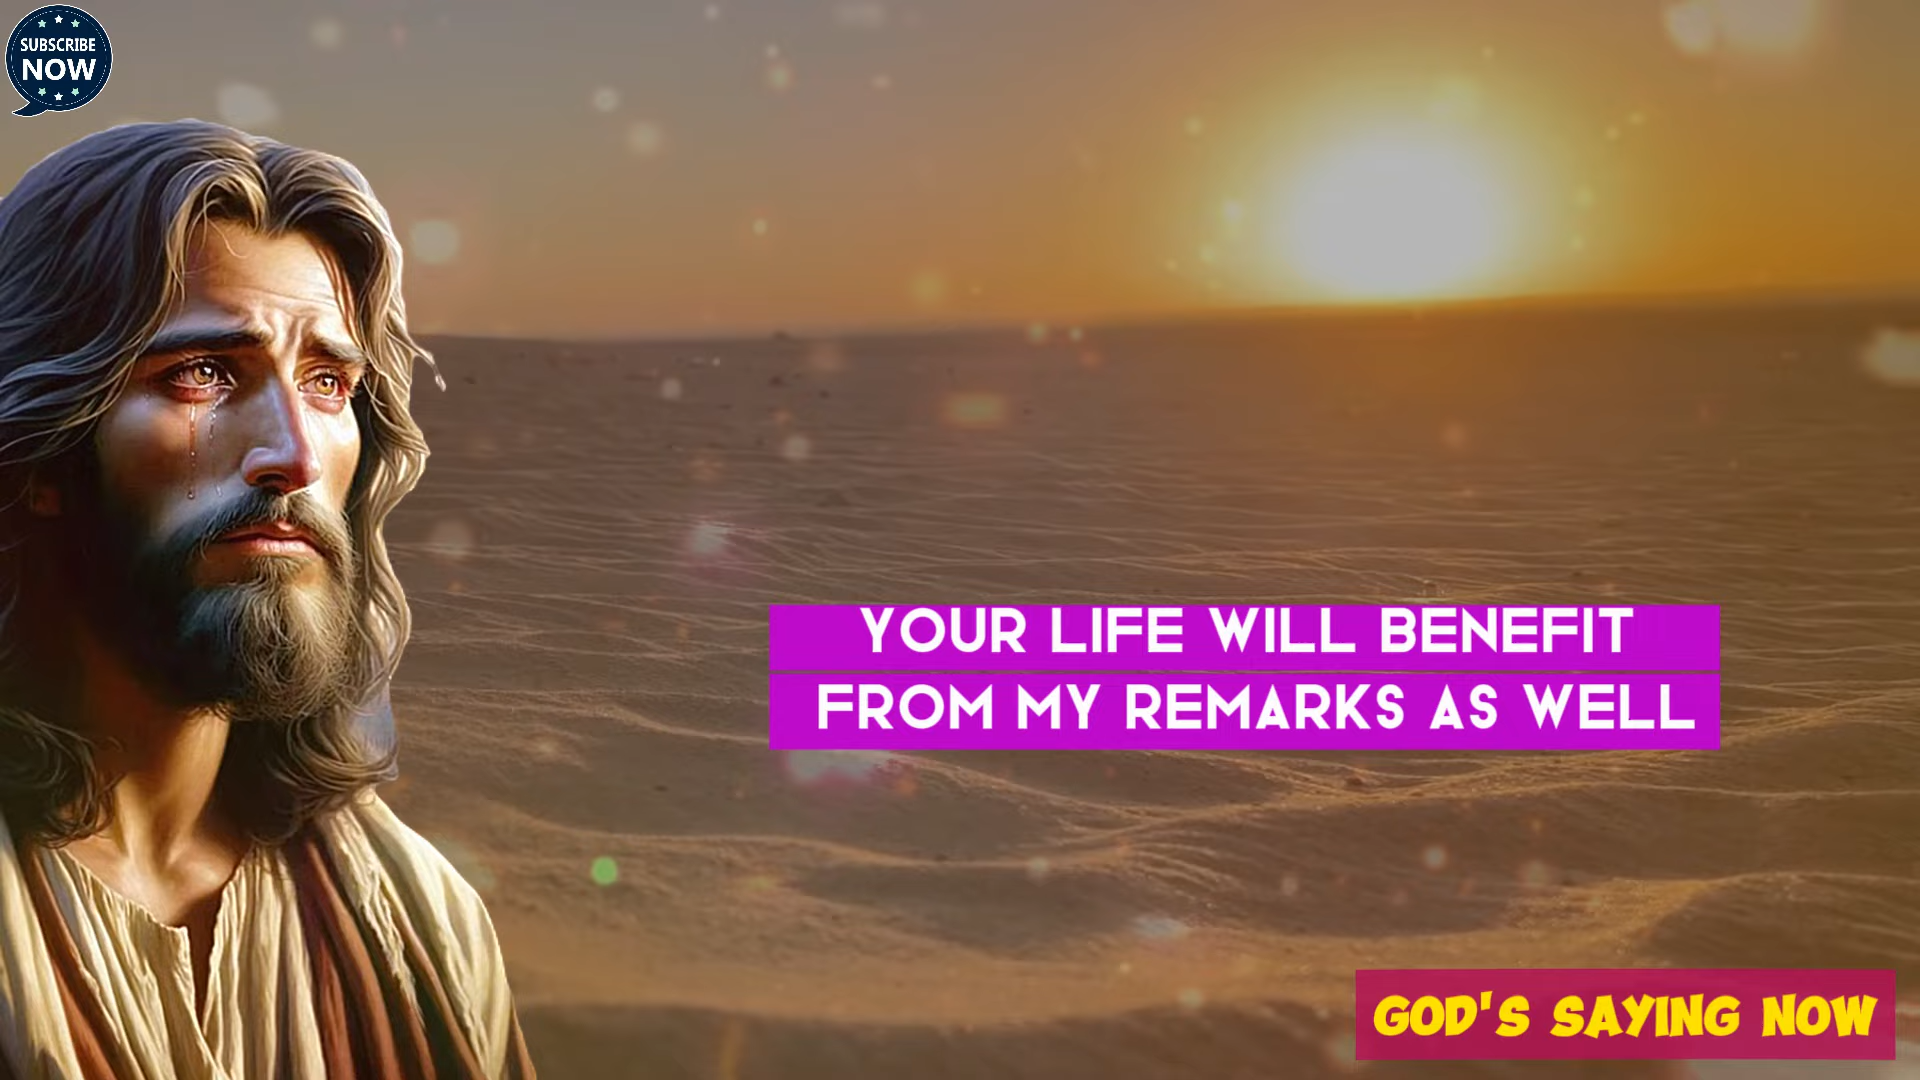 SUBSCRIBE
NOW
YOUR LIFE WILL BENEFIT
FROM MY REMARKS AS WELL
GOD'S SAYING NOW